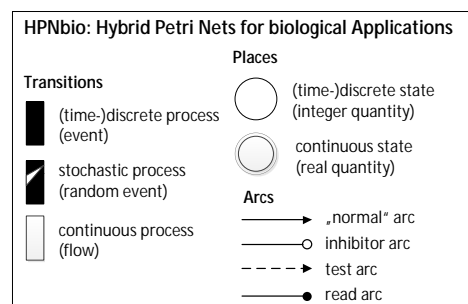 HPNbio: Hybrid Petri Nets for biological Applications
Transitions
(time-)discrete process
(event)
stochastic process
(random event)
continuous process
(flow)
Places
(time-)discrete state
(integer quantity)
continuous state
(real quantity)
Arcs
„normal“ arc
inhibitor arc
test arc
read arc